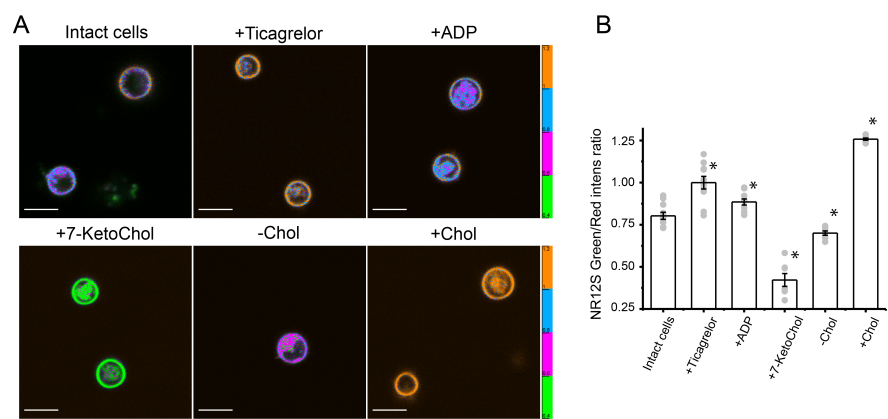 A
B
Intact cells
+Ticagrelor
+ADP
+7-KetoChol
-Chol
+Chol
NR12S Green/Red intens ratio
1.25
1.00
0.75
0.50
0.25
*
*
*
*
*
Intact cells
+Ticagrelor
+ADP
+7-KetoChol
-Chol
+Chol